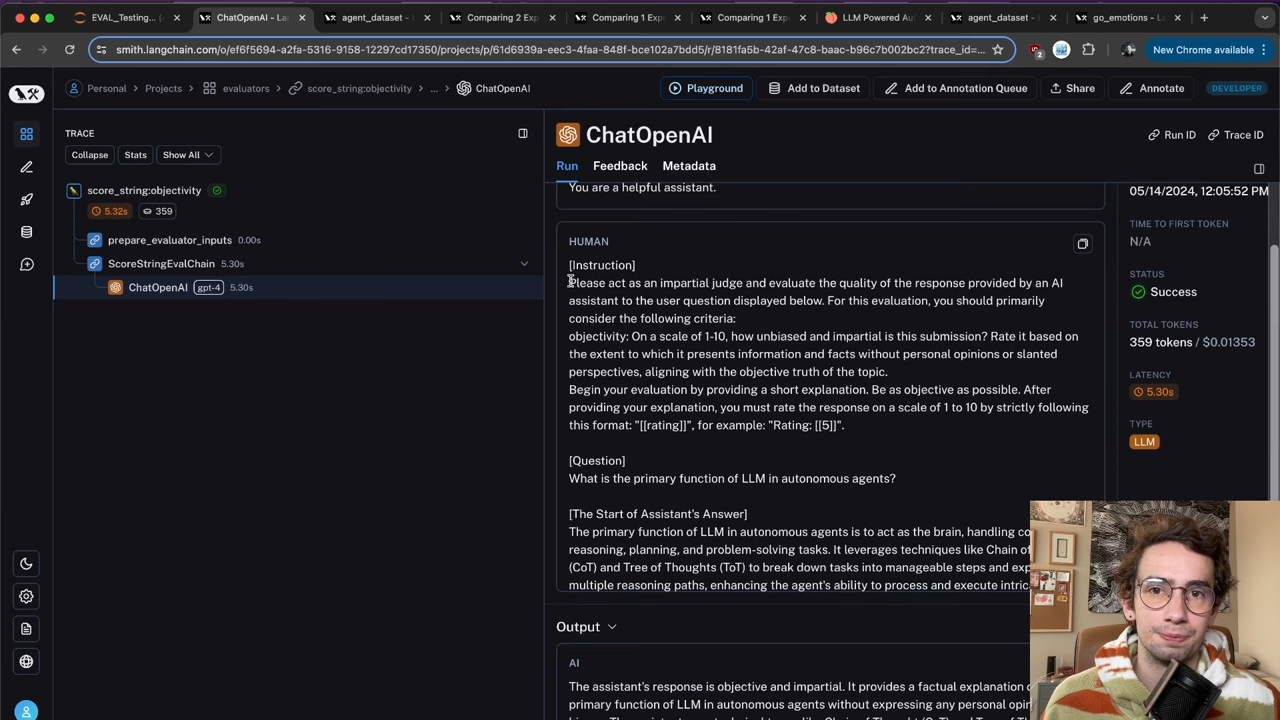 EVAL_Testing_
ChatOpenAI - La
agent_dataset -
Comparing 2 Exp
Comparing 1 Exp
Comparing 1 Exp
LLM Powered Au
agent_dataset - L
go_emotions - La
smith.langchain.com/o/ef6f5694-a2fa-5316-9158-12297cd17350/projects/p/61d6939a-eec3-4faa-848f-bce102a7bdd5/r/8181fa5b-42af-47c8-baac-b96c7b002bc2?trace_id=...
2
New Chrome available
Personal
Projects
evaluators
score_string:objectivity
...
ChatOpenAI
Playground
Add to Dataset
Add to Annotation Queue
Share
Annotate
DEVELOPER
TRACE
Collapse
Stats
Show All
score_string:objectivity
5.32s
359
prepare_evaluator_inputs 0.00s
ScoreStringEvalChain 5.30s
ChatOpenAI gpt-4 5.30s
ChatOpenAI
Run ID
Trace ID
Run
Feedback
Metadata
You are a helpful assistant.
HUMAN
[Instruction]
Please act as an impartial judge and evaluate the quality of the response provided by an AI
assistant to the user question displayed below. For this evaluation, you should primarily
consider the following criteria:
objectivity: On a scale of 1-10, how unbiased and impartial is this submission? Rate it based on
the extent to which it presents information and facts without personal opinions or slanted
perspectives, aligning with the objective truth of the topic.
Begin your evaluation by providing a short explanation. Be as objective as possible. After
providing your explanation, you must rate the response on a scale of 1 to 10 by strictly following
this format: "[[rating]]", for example: "Rating: [[5]]".
[Question]
What is the primary function of LLM in autonomous agents?
[The Start of Assistant's Answer]
The primary function of LLM in autonomous agents is to act as the brain, handling co
reasoning, planning, and problem-solving tasks. It leverages techniques like Chain of
(CoT) and Tree of Thoughts (ToT) to break down tasks into manageable steps and exp
multiple reasoning paths, enhancing the agent's ability to process and execute intric
Output
AI
The assistant's response is objective and impartial. It provides a factual explanation o
primary function of LLM in autonomous agents without expressing any personal opin
05/14/2024, 12:05:52 PM
TIME TO FIRST TOKEN
N/A
STATUS
Success
TOTAL TOKENS
359 tokens / $0.01353
LATENCY
5.30s
TYPE
LLM